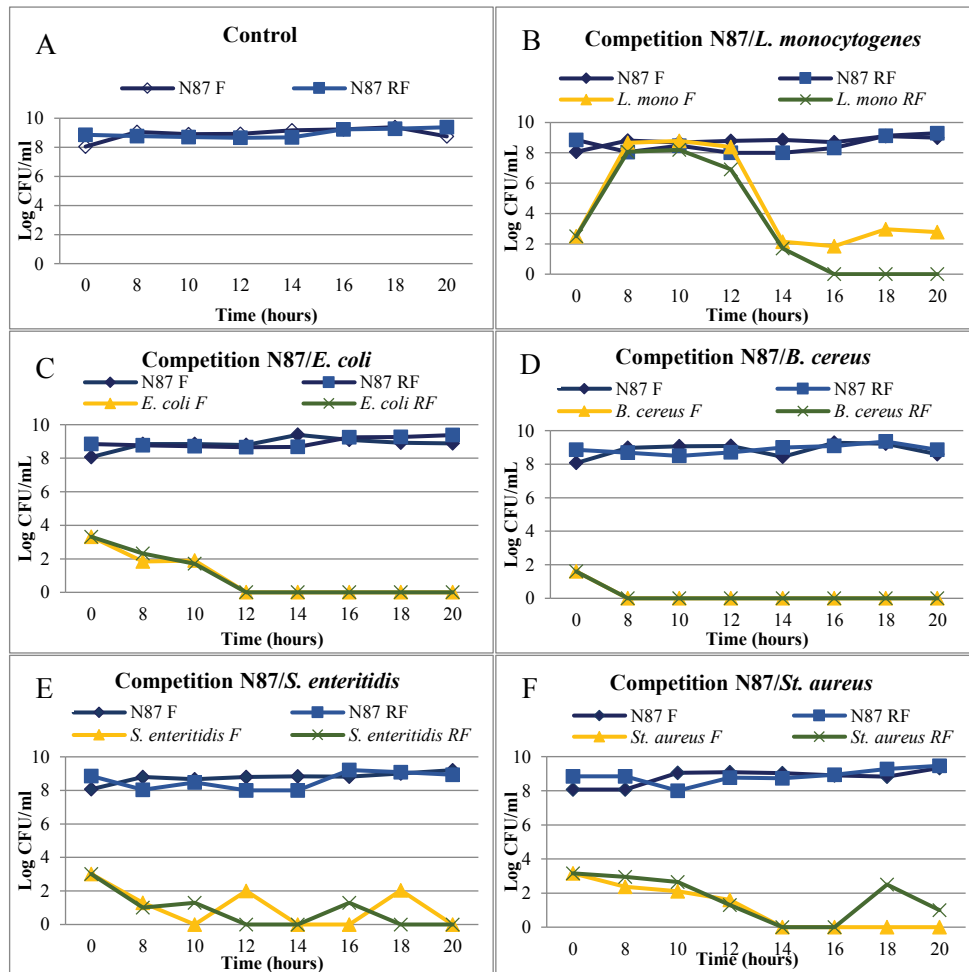 A
Control
N87 F N87 RF
Log CFU/mL
10
8
6
4
2
0
0 8 10 12 14 16 18 20
Time (hours)
B
Competition N87/L. monocytogenes
N87 F N87 RF
L. mono F L. mono RF
Log CFU/mL
10
8
6
4
2
0
0 8 10 12 14 16 18 20
Time (hours)
C
Competition N87/E. coli
N87 F N87 RF
E. coli F E. coli RF
Log CFU/mL
10
8
6
4
2
0
0 8 10 12 14 16 18 20
Time (hours)
D
Competition N87/B. cereus
N87 F N87 RF
B. cereus F B. cereus RF
Log CFU/mL
10
8
6
4
2
0
0 8 10 12 14 16 18 20
Time (hours)
E
Competition N87/S. enteritidis
N87 F N87 RF
S. enteritidis F S. enteritidis RF
Log CFU/ml
10
8
6
4
2
0
0 8 10 12 14 16 18 20
Time (hours)
F
Competition N87/St. aureus
N87 F N87 RF
St. aureus F St. aureus RF
Log CFU/mL
10
8
6
4
2
0
0 8 10 12 14 16 18 20
Time (hours)